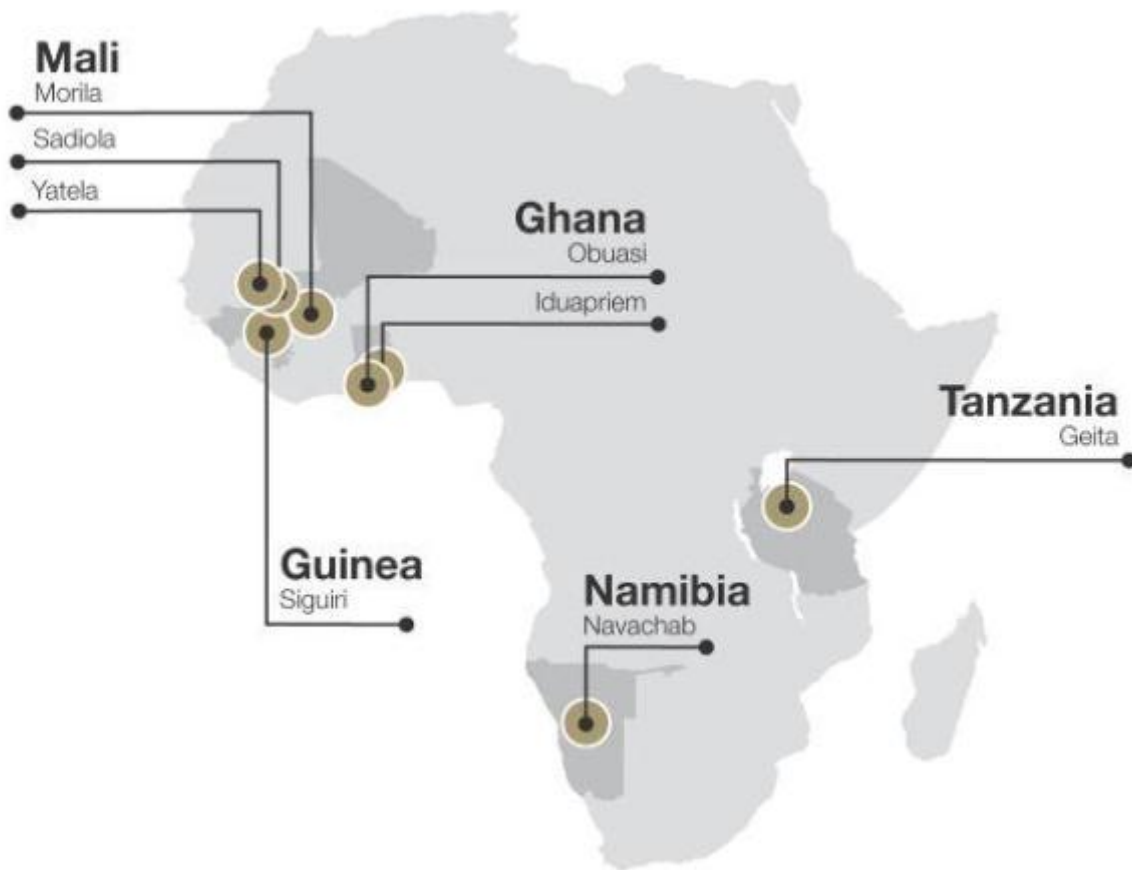 Mali
Morila
Sadiola
Yatela
Ghana
Obuasi
Iduapriem
Tanzania
Geita
Guinea
Siguiri
Namibia
Navachab